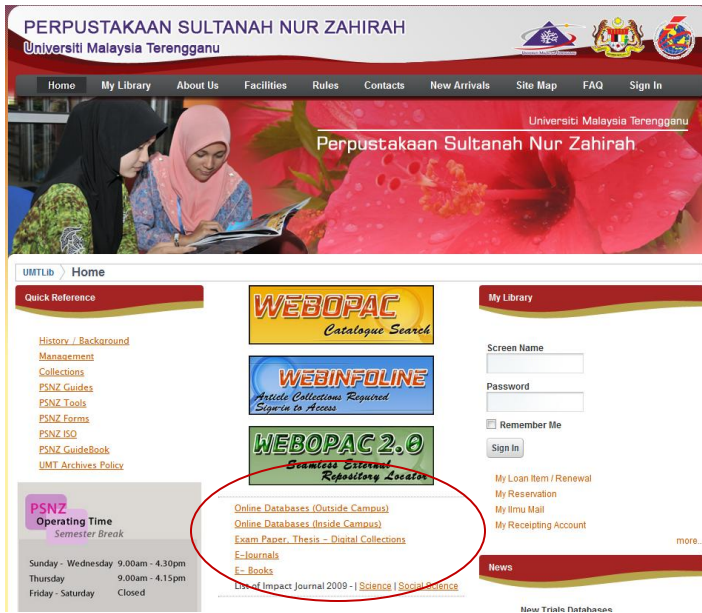 PERPUSTAKAAN SULTANAH NUR ZAHIRAH
Universiti Malaysia Terengganu
Home My Library About Us Facilities Rules Contacts New Arrivals Site Map FAQ Sign In
Universiti Malaysia Terengganu
Perpustakaan Sultanah Nur Zahirah
UMTLib Home
Quick Reference
History / Background
Management
Collections
PSNZ Guides
PSNZ Tools
PSNZ Forms
PSNZ ISO
PSNZ GuideBook
UMT Archives Policy
PSNZ
Operating Time
Semester Break
Sunday - Wednesday 9.00am - 4.30pm
Thursday 9.00am - 4.15pm
Friday - Saturday Closed
WEBOPAC
Catalogue Search
WEBINFOLINE
Article Collections Required
Sign-in to Access
WEBOPAC 2.0
Seamless External
Repository Locator
Online Databases (Outside Campus)
Online Databases (Inside Campus)
Exam Paper, Thesis - Digital Collections
E-Journals
E- Books
List of Impact Journal 2009 - | Science | Social Science
My Library
Screen Name
Password
Remember Me
Sign In
My Loan Item / Renewal
My Reservation
My Ilmu Mail
My Receipting Account
more..
News
New Trials Databases